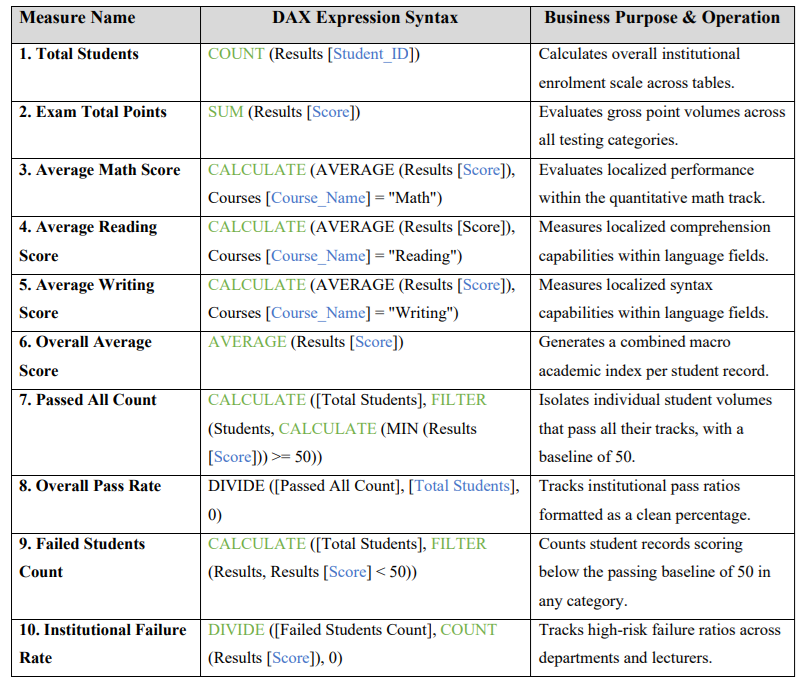 Measure Name DAX Expression Syntax Business Purpose & Operation
1. Total Students COUNT (Results [Student_ID]) Calculates overall institutional
enrolment scale across tables.
2. Exam Total Points SUM (Results [Score]) Evaluates gross point volumes across
all testing categories.
3. Average Math Score CALCULATE (AVERAGE (Results [Score]), Evaluates localized performance
Courses [Course_Name] = "Math") within the quantitative math track.
4. Average Reading CALCULATE (AVERAGE (Results [Score]), Measures localized comprehension
Score Courses [Course_Name] = "Reading") capabilities within language fields.
5. Average Writing CALCULATE (AVERAGE (Results [Score]), Measures localized syntax
Score Courses [Course_Name] = "Writing") capabilities within language fields.
6. Overall Average AVERAGE (Results [Score]) Generates a combined macro
Score academic index per student record.
7. Passed All Count CALCULATE ([Total Students], FILTER Isolates individual student volumes
(Students, CALCULATE (MIN (Results that pass all their tracks, with a
[Score])) >= 50)) baseline of 50.
8. Overall Pass Rate DIVIDE ([Passed All Count], [Total Students], Tracks institutional pass ratios
0) formatted as a clean percentage.
9. Failed Students CALCULATE ([Total Students], FILTER Counts student records scoring
Count (Results, Results [Score] < 50)) below the passing baseline of 50 in
any category.
10. Institutional Failure DIVIDE ([Failed Students Count], COUNT Tracks high-risk failure ratios across
Rate (Results [Score]), 0) departments and lecturers.